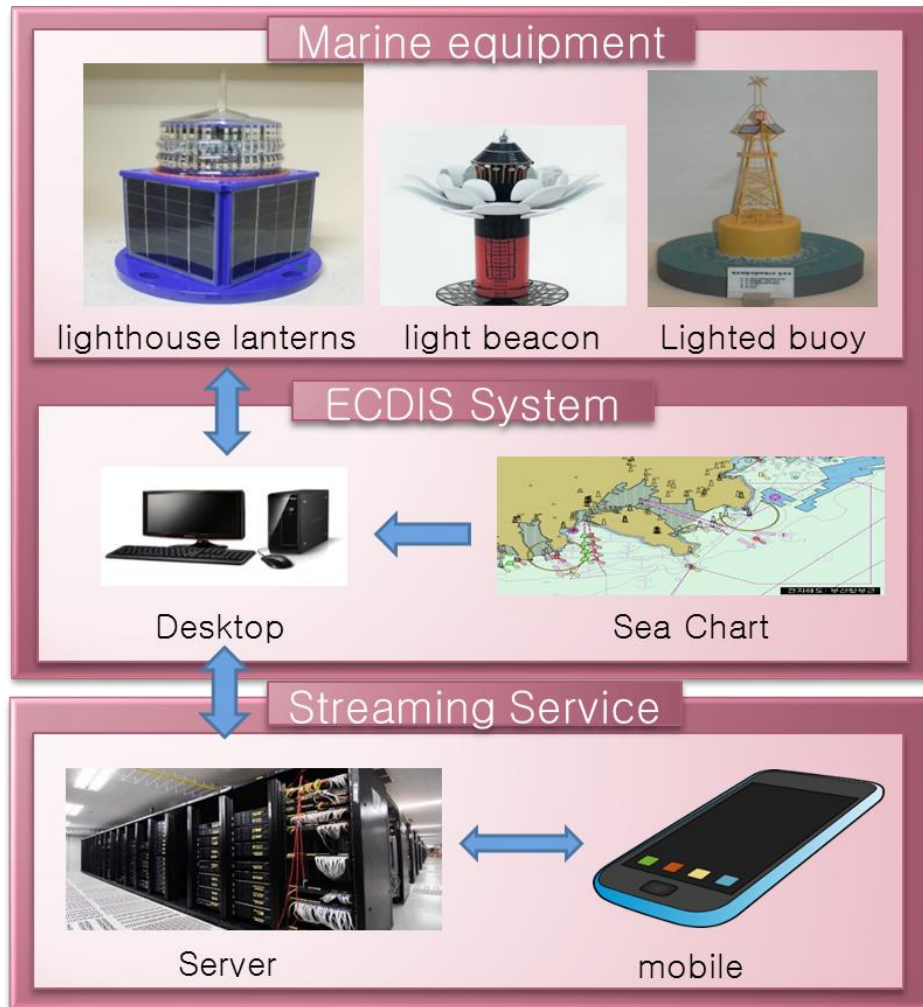 Marine equipment
lighthouse lanterns
light beacon
Lighted buoy
ECDIS System
Desktop
Sea Chart
Streaming Service
Server
mobile